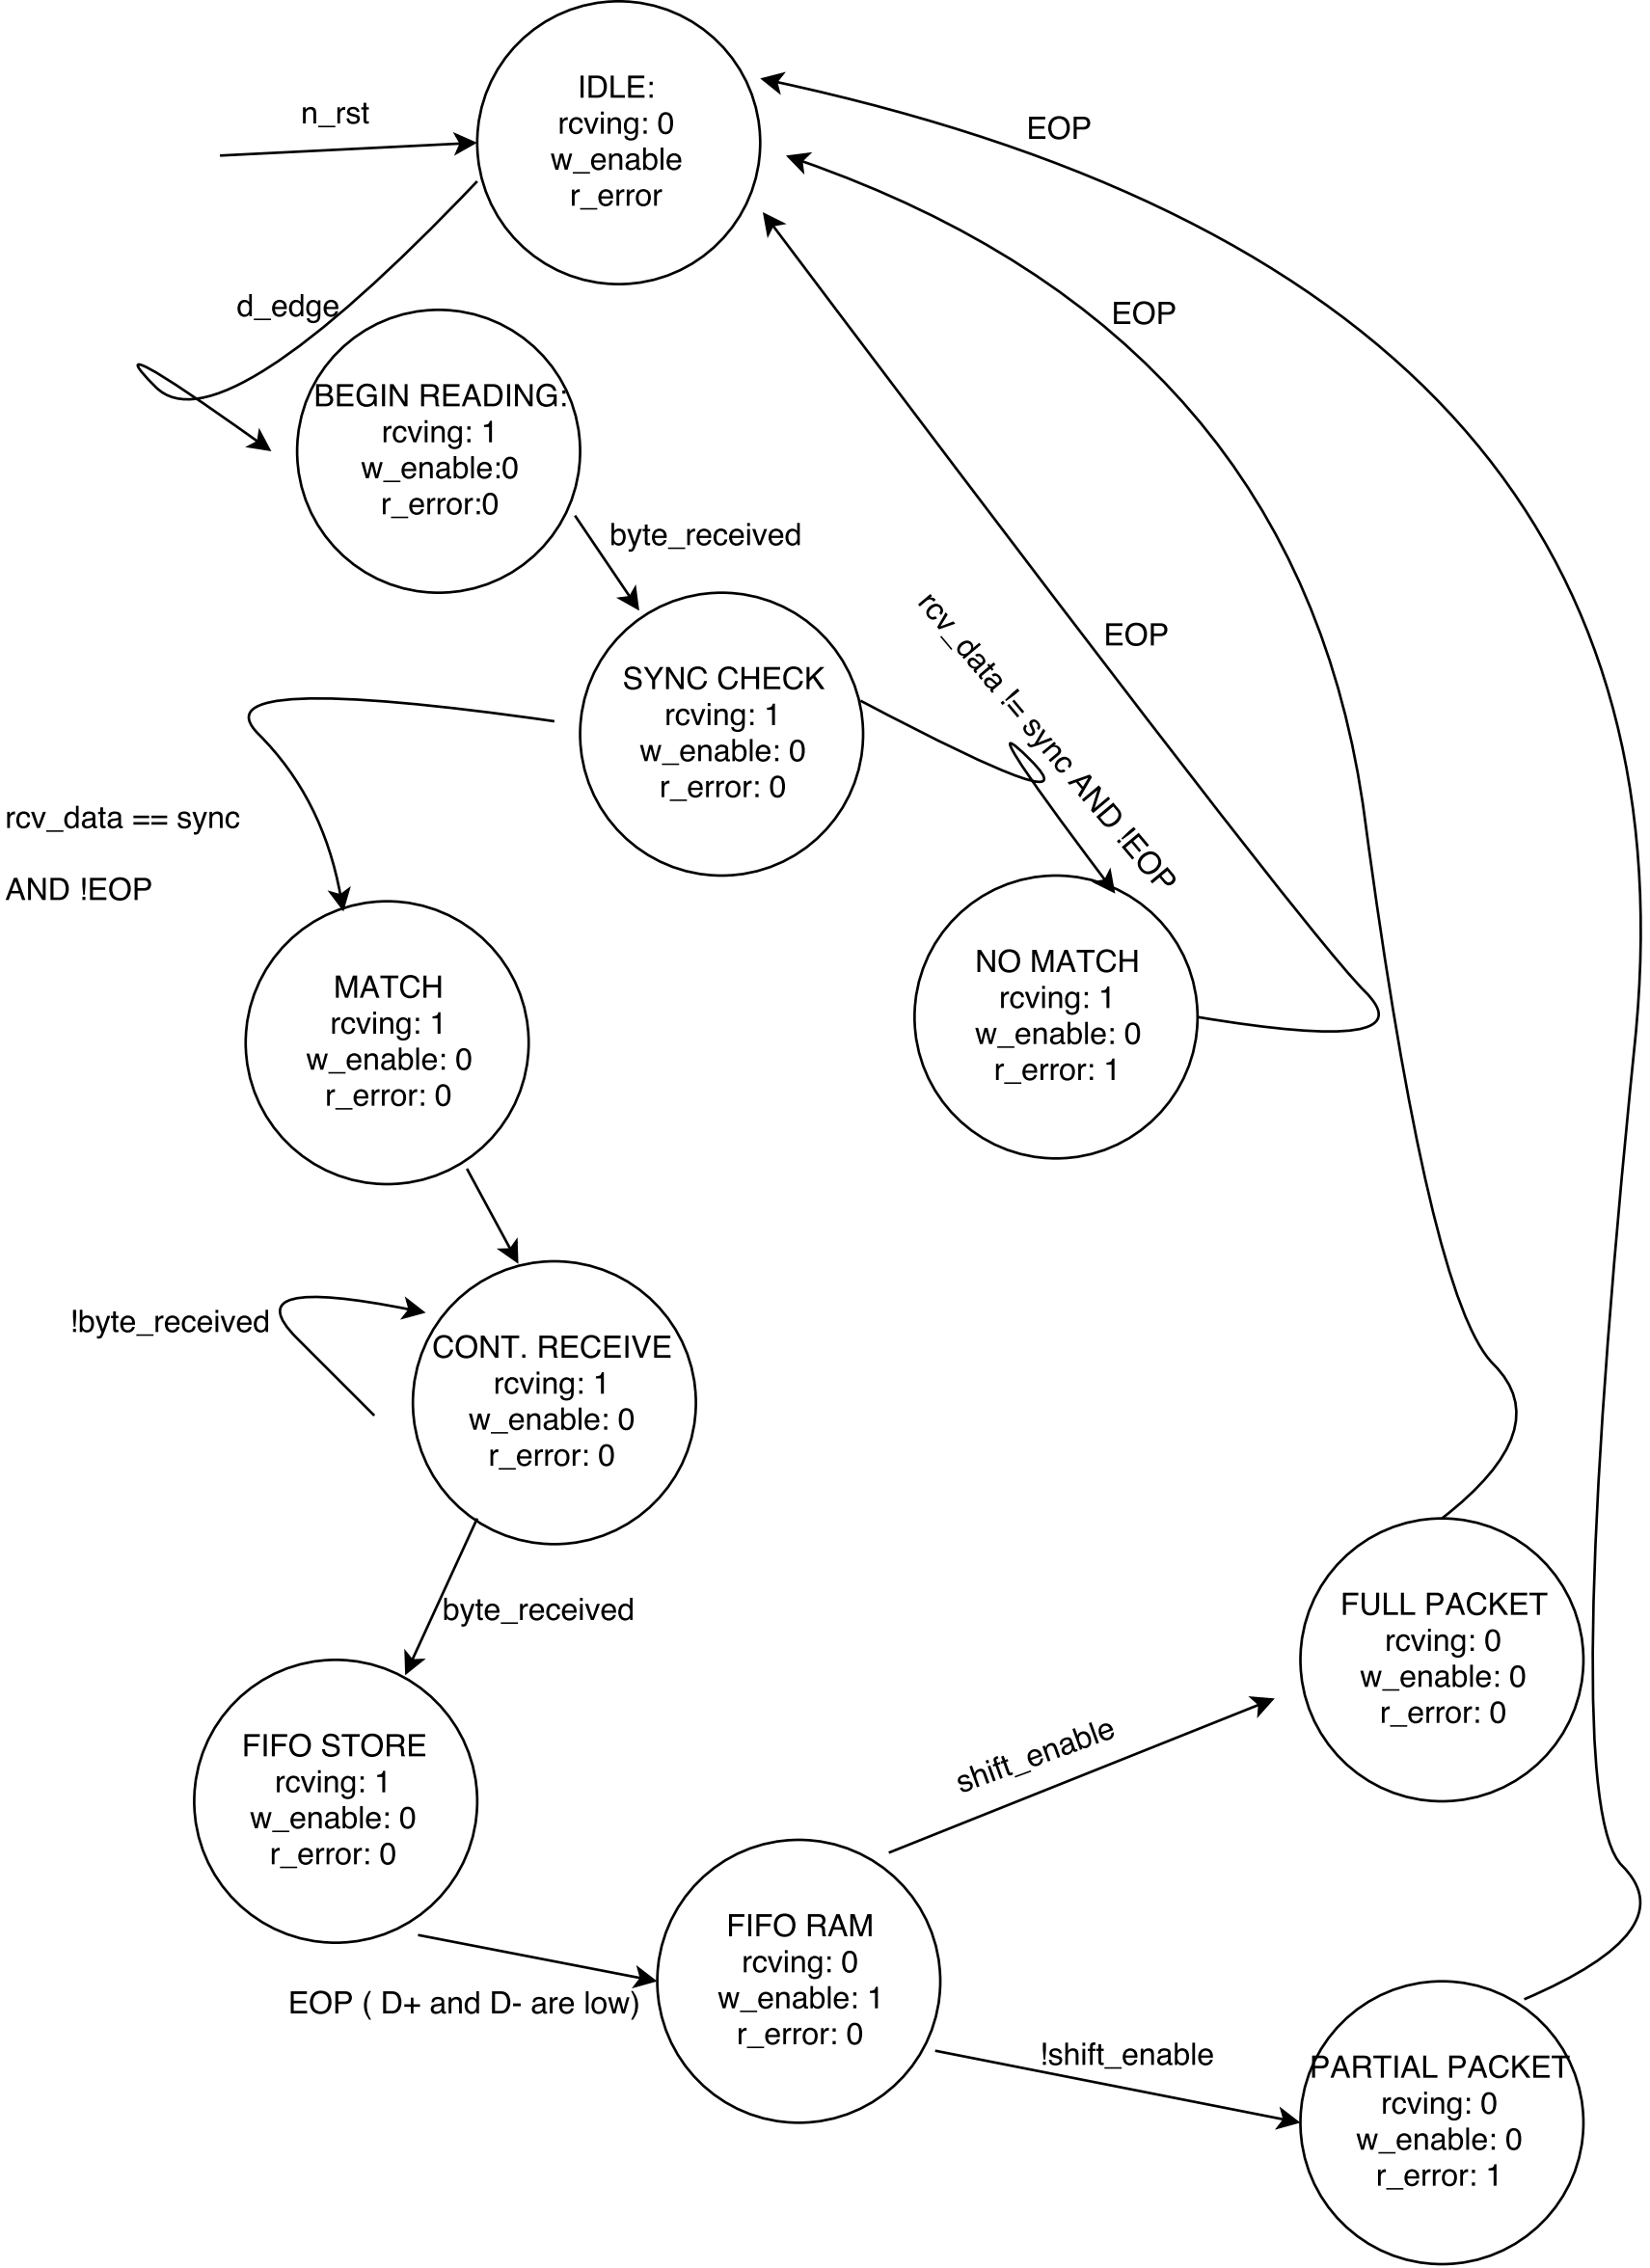 n_rst
IDLE:
rcving: 0
w_enable
r_error
EOP
EOP
d_edge
BEGIN READING:
rcving: 1
w_enable:0
r_error:0
byte_received
EOP
rcv_data != sync AND !EOP
SYNC CHECK
rcving: 1
w_enable: 0
r_error: 0
rcv_data == sync
AND !EOP
NO MATCH
rcving: 1
w_enable: 0
r_error: 1
MATCH
rcving: 1
w_enable: 0
r_error: 0
!byte_received
CONT. RECEIVE
rcving: 1
w_enable: 0
r_error: 0
byte_received
FULL PACKET
rcving: 0
w_enable: 0
r_error: 0
FIFO STORE
rcving: 1
w_enable: 0
r_error: 0
shift_enable
FIFO RAM
rcving: 0
w_enable: 1
r_error: 0
EOP ( D+ and D- are low)
!shift_enable
PARTIAL PACKET
rcving: 0
w_enable: 0
r_error: 1